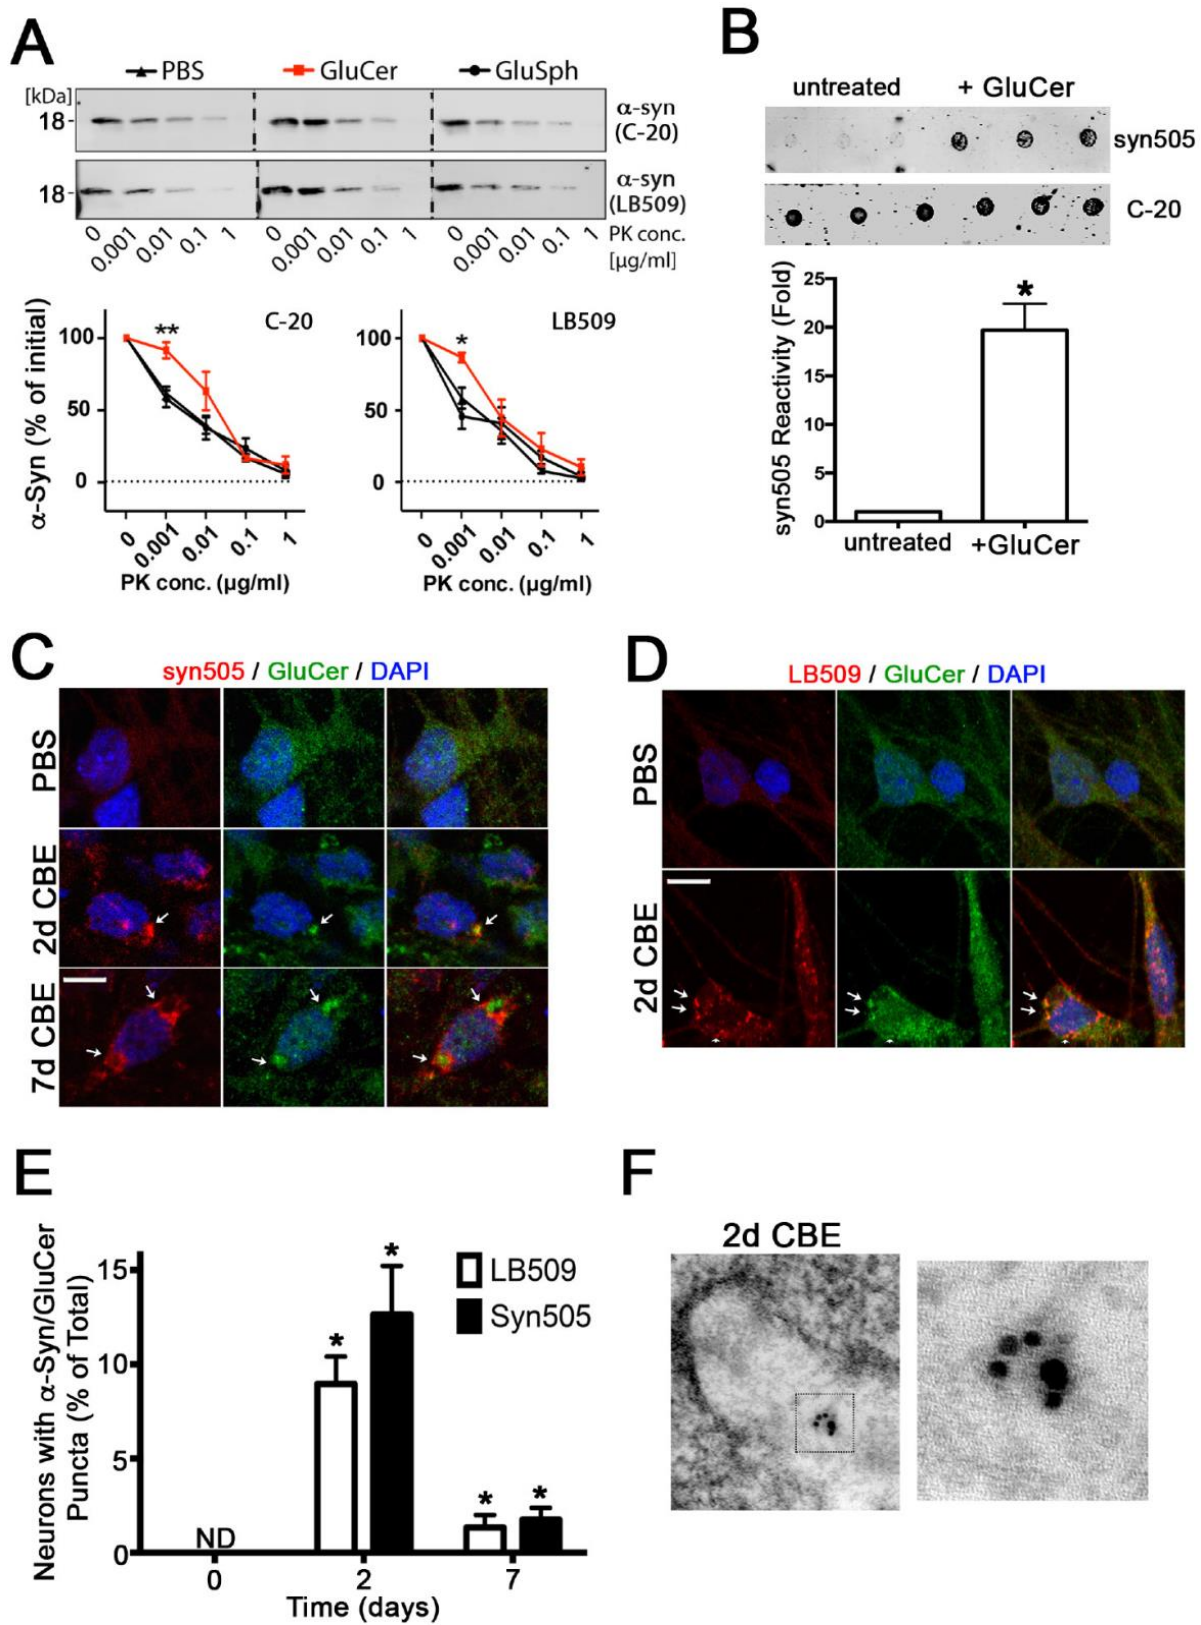 A
PBS GluCer GluSph
[kDa]
18-
α-syn
(C-20)
18-
α-syn
(LB509)
0 0.001 0.01 0.1 1 0 0.001 0.01 0.1 1 0 0.001 0.01 0.1 1 PK conc.
[µg/ml]
α-Syn (% of initial)
100
50
0
**
C-20
0 0.001 0.01 0.1 1
PK conc. (µg/ml)
100
50
0
*
LB509
0 0.001 0.01 0.1 1
PK conc. (µg/ml)
B
untreated + GluCer
syn505
C-20
syn505 Reactivity (Fold)
25
20
15
10
5
0
*
untreated +GluCer
C
syn505 / GluCer / DAPI
PBS
2d CBE
7d CBE
D
LB509 / GluCer / DAPI
PBS
2d CBE
E
Neurons with α-Syn/GluCer
Puncta (% of Total)
15
10
5
0
ND
* *
* *
LB509
Syn505
0 2 7
Time (days)
F
2d CBE